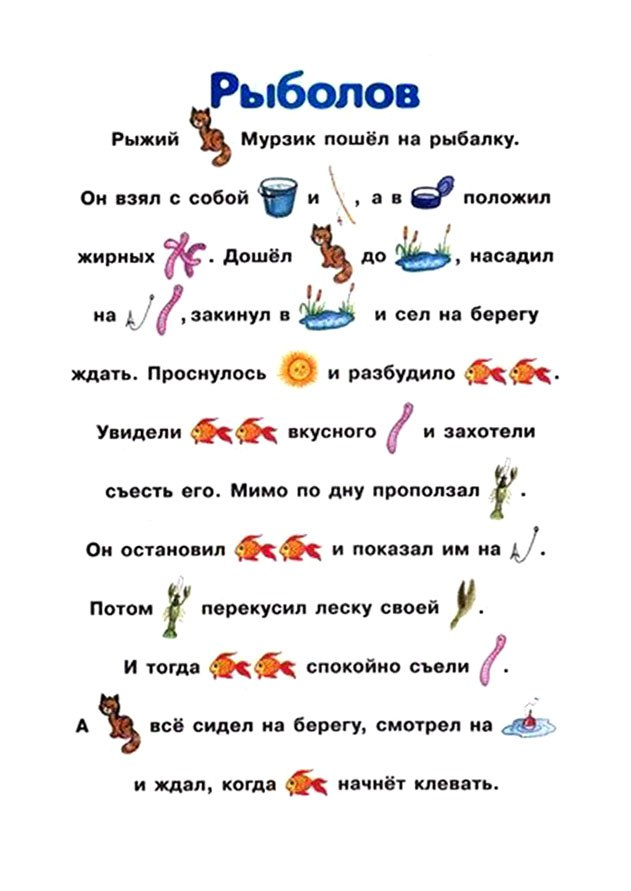 Рыболов
Рыжий Мурзик пошёл на рыбалку.
Он взял с собой и , а в положил
жирных . Дошёл до , насадил
на , закинул в и сел на берегу
ждать. Проснулось и разбудило .
Увидели вкусного и захотели
съесть его. Мимо по дну проползал .
Он остановил и показал им на .
Потом перекусил леску своей .
И тогда спокойно съели .
А всё сидел на берегу, смотрел на
и ждал, когда начнёт клевать.